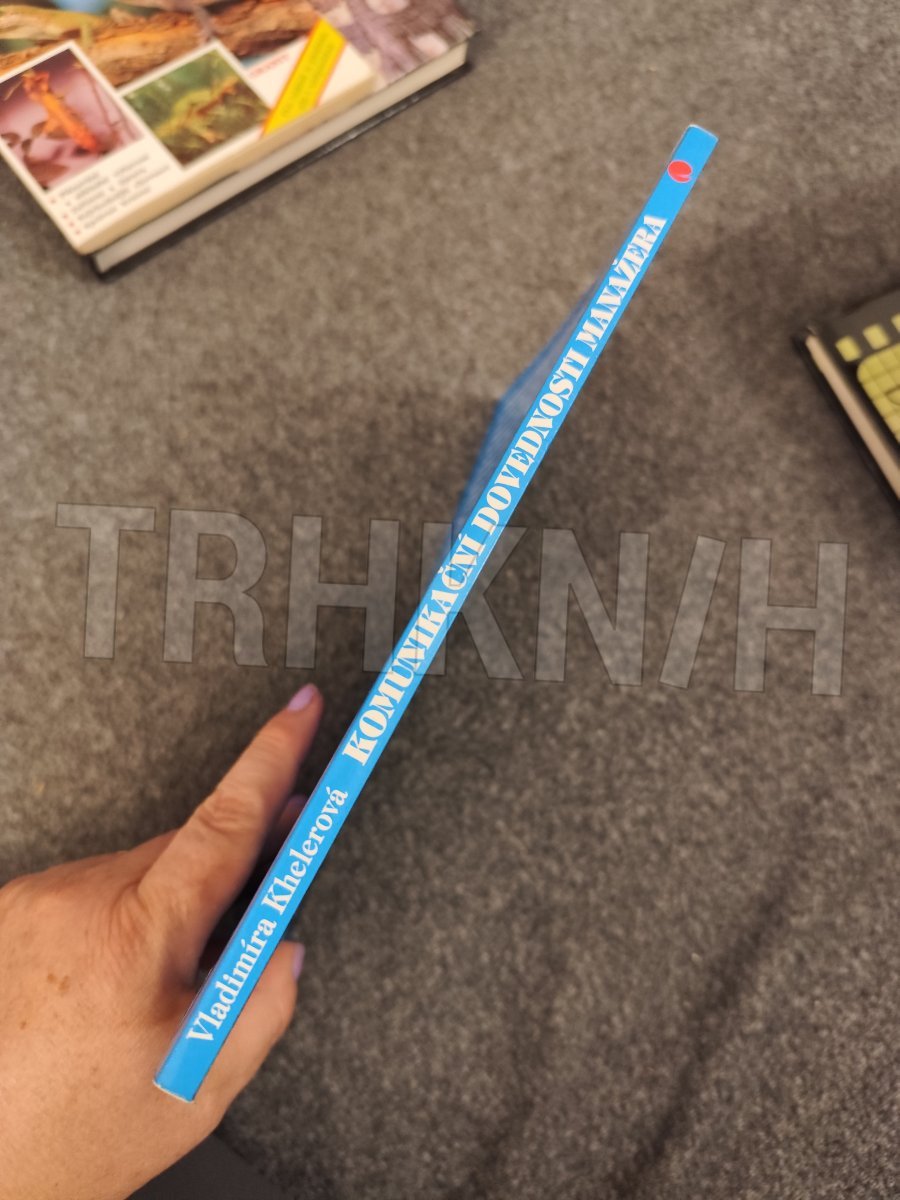 Vladimíra Khelerová KOMUNIKAČNÍ DOVEDNOSTI MANAŽERA
TRHKNIH